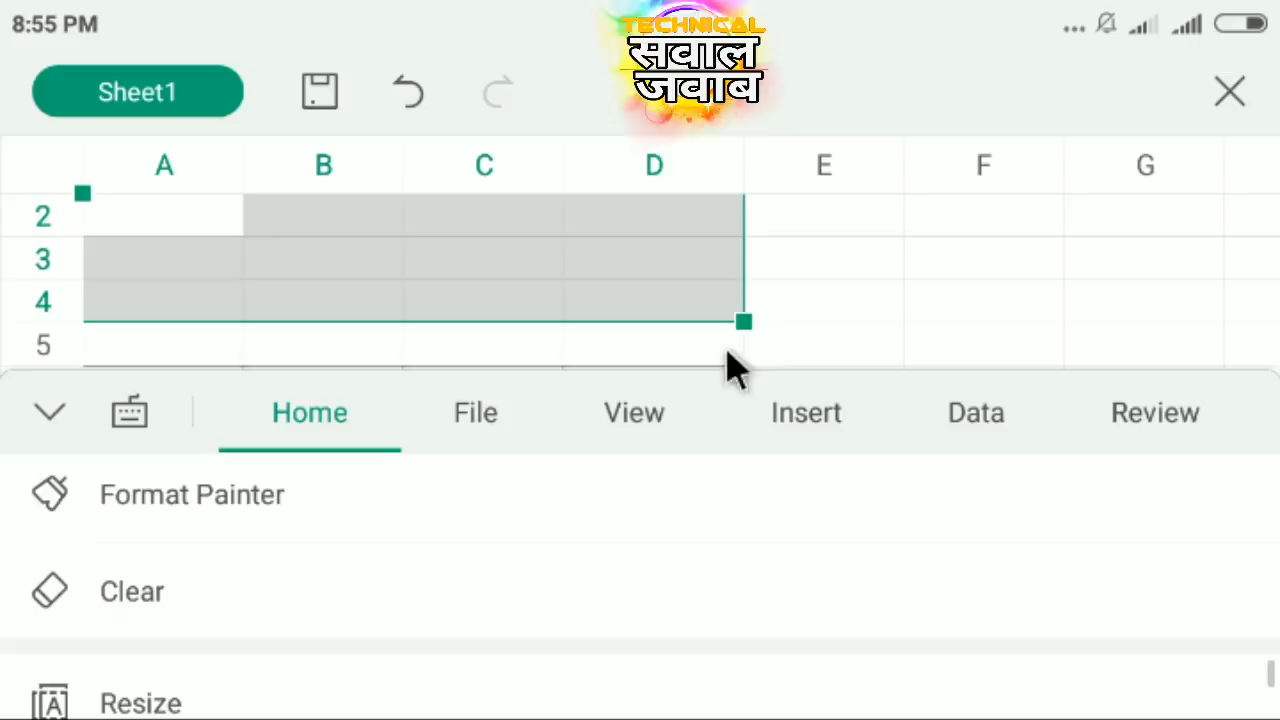 8:55 PM
TECHNICAL
सवाल
जवाब
Sheet1
A B C D E F G
2
3
4
5
Home File View Insert Data Review
Format Painter
Clear
Resize